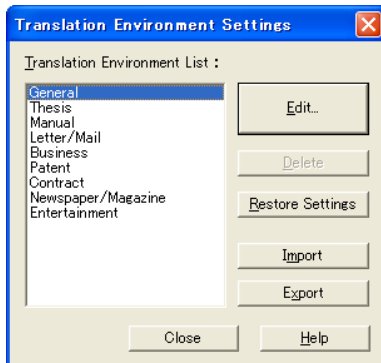 Translation Environment Settings
Translation Environment List :
General
Thesis
Manual
Letter/Mail
Business
Patent
Contract
Newspaper/Magazine
Entertainment
Edit...
Delete
Restore Settings
Import
Export
Close
Help